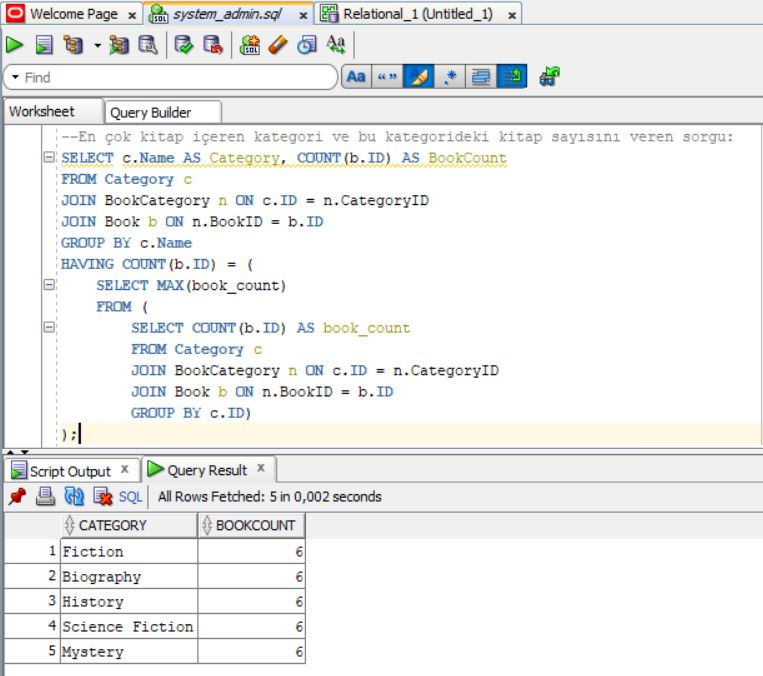 Welcome Page x system_admin.sql x Relational_1 (Untitled_1) x
SQL Aa
Find Aa “” .*
Worksheet Query Builder
--En çok kitap içeren kategori ve bu kategorideki kitap sayısını veren sorgu:
SELECT c.Name AS Category, COUNT(b.ID) AS BookCount
FROM Category c
JOIN BookCategory n ON c.ID = n.CategoryID
JOIN Book b ON n.BookID = b.ID
GROUP BY c.Name
HAVING COUNT(b.ID) = (
SELECT MAX(book_count)
FROM (
SELECT COUNT(b.ID) AS book_count
FROM Category c
JOIN BookCategory n ON c.ID = n.CategoryID
JOIN Book b ON n.BookID = b.ID
GROUP BY c.ID)
);
Script Output x Query Result x
SQL All Rows Fetched: 5 in 0,002 seconds
CATEGORY BOOKCOUNT
1 Fiction 6
2 Biography 6
3 History 6
4 Science Fiction 6
5 Mystery 6